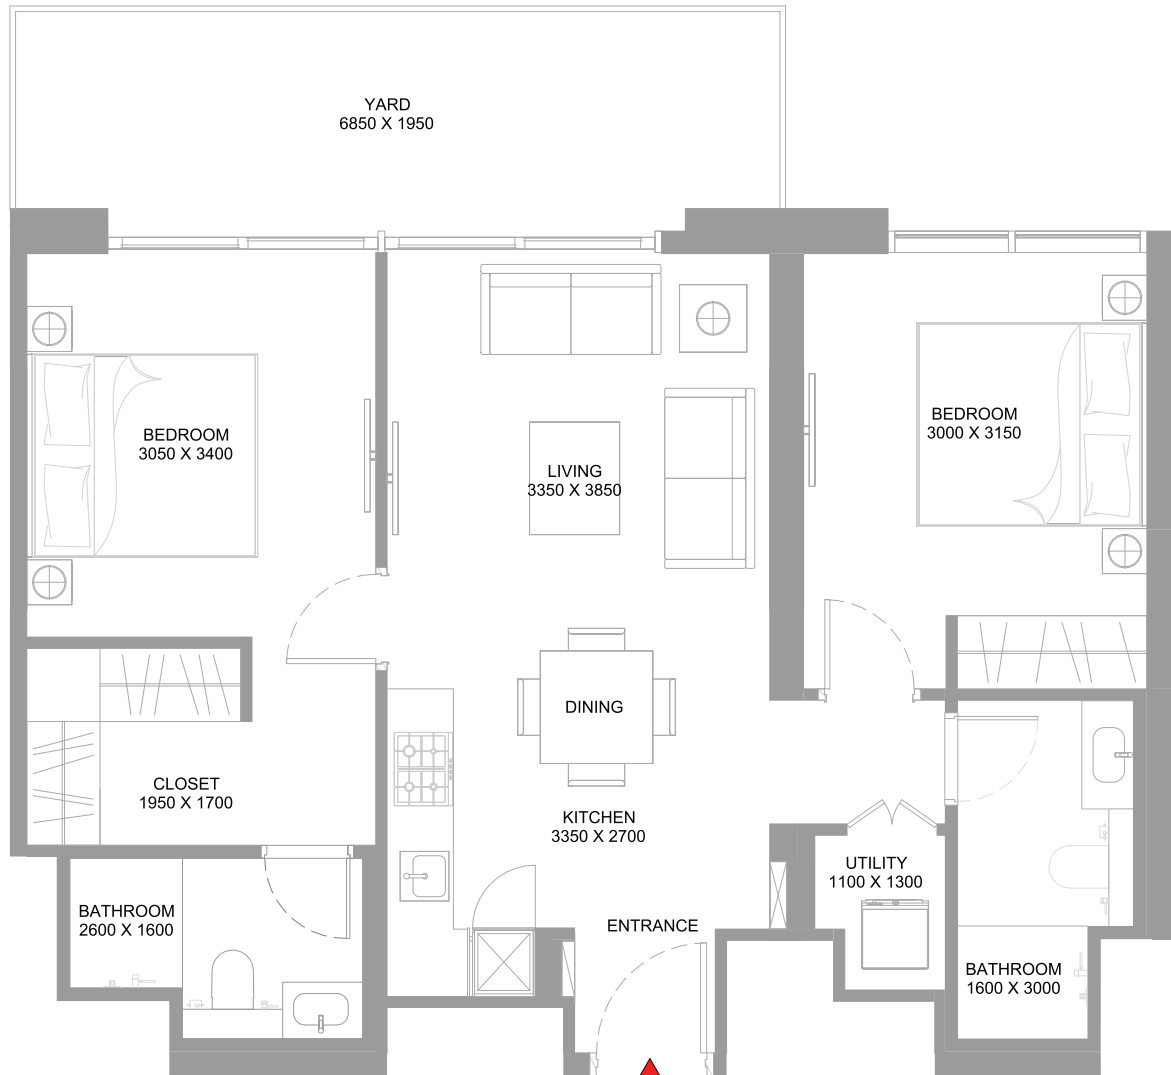 YARD
6850 X 1950
BEDROOM
3050 X 3400
LIVING
3350 X 3850
BEDROOM
3000 X 3150
DINING
CLOSET
1950 X 1700
KITCHEN
3350 X 2700
UTILITY
1100 X 1300
BATHROOM
2600 X 1600
ENTRANCE
BATHROOM
1600 X 3000